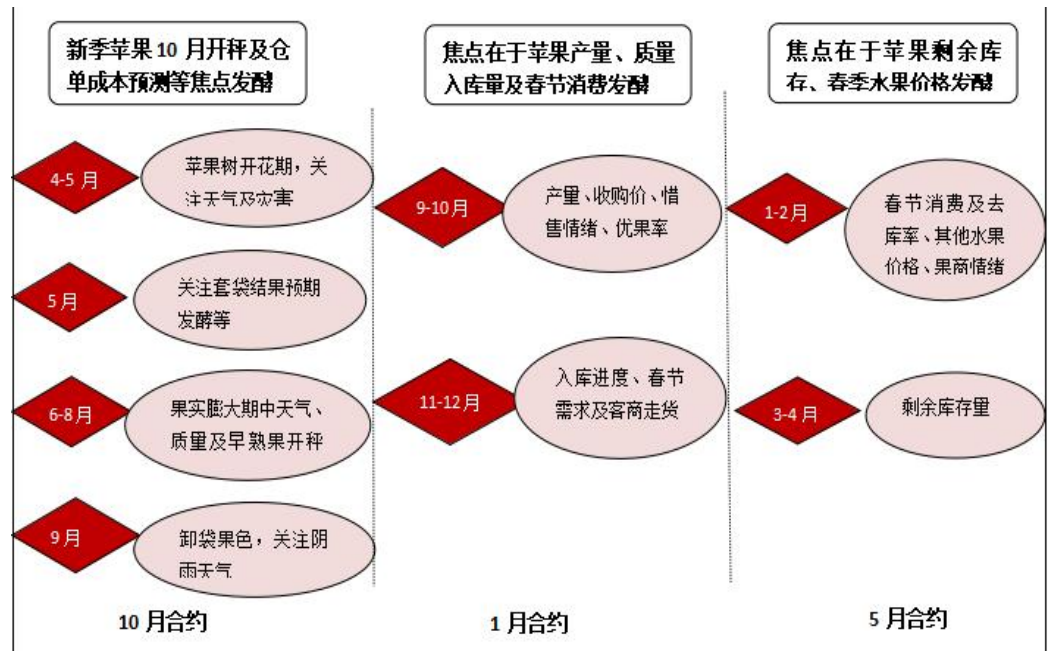 新季苹果10月开秤及仓
单成本预测等焦点发酵
4-5月
苹果树开花期，关
注天气及灾害
5月
关注套袋结果预期
发酵等
6-8月
果实膨大期中天气、
质量及早熟果开秤
9月
卸袋果色，关注阴
雨天气
10月合约
焦点在于苹果产量、质量
入库量及春节消费发酵
9-10月
产量、收购价、惜
售情绪、优果率
11-12月
入库进度、春节
需求及客商走货
1月合约
焦点在于苹果剩余库
存、春季水果价格发酵
1-2月
春节消费及去
库率、其他水果
价格、果商情绪
3-4月
剩余库存量
5月合约